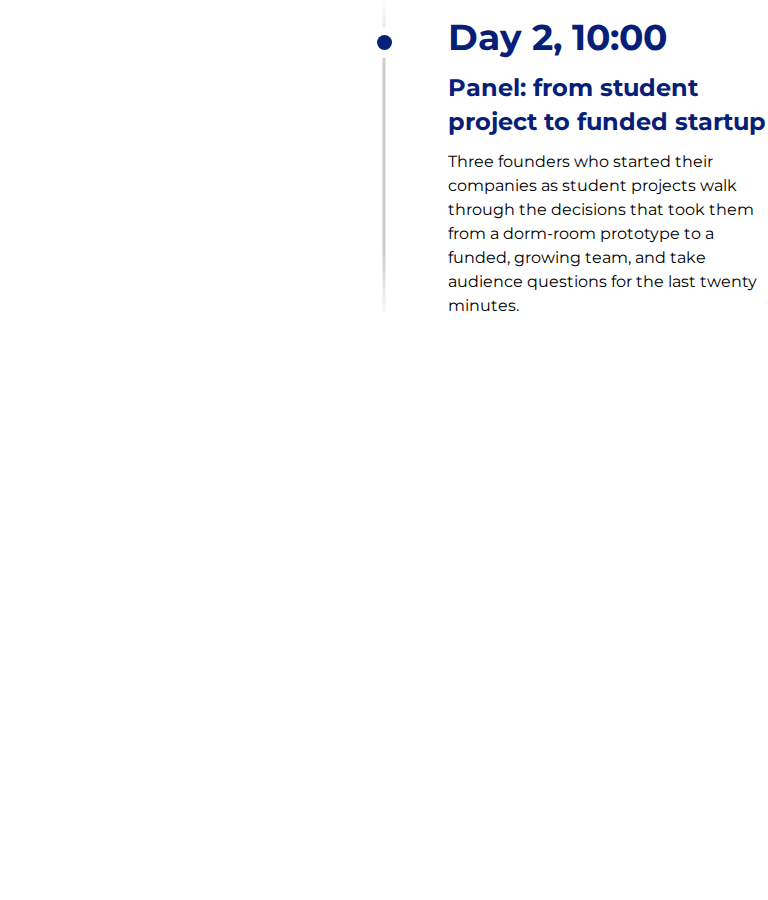 Day 2, 10:00
Panel: from student
project to funded startup
Three founders who started their
companies as student projects walk
through the decisions that took them
from a dorm-room prototype to a
funded, growing team, and take
audience questions for the last twenty
minutes.